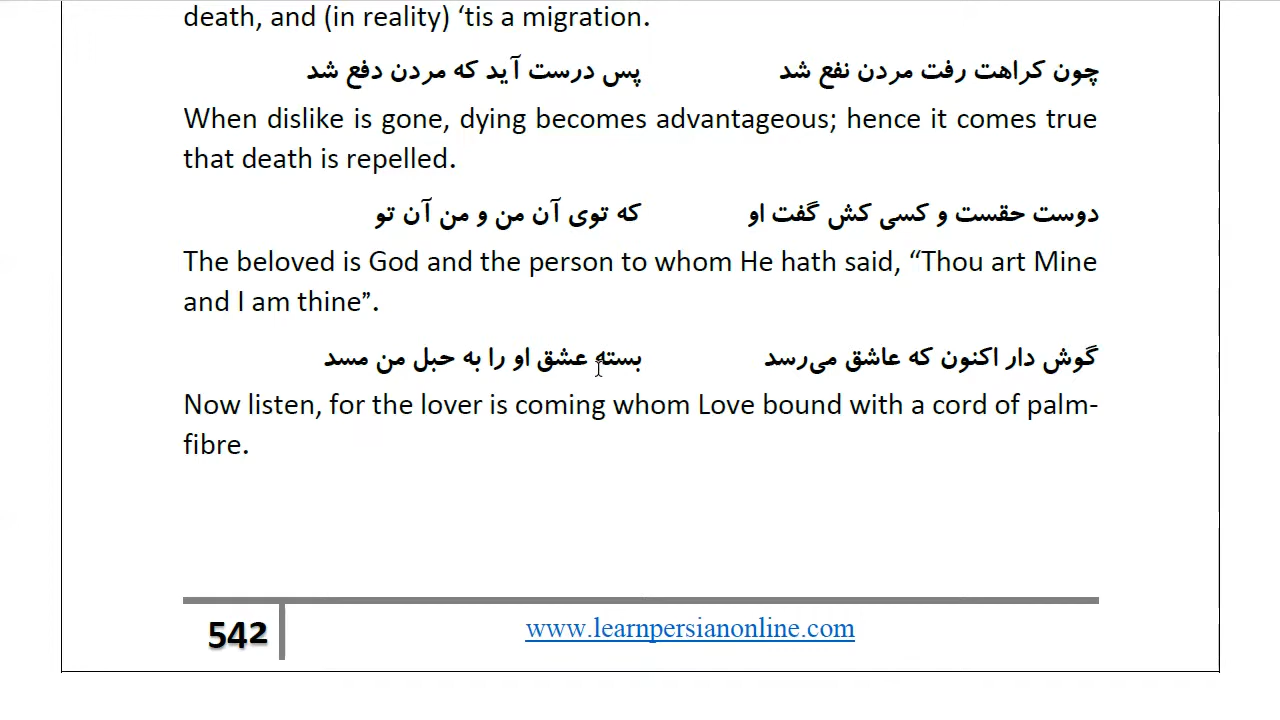 death, and (in reality) ‘tis a migration.
چون کراهت رفت مردن نفع شد پس درست آید که مردن دفع شد
When dislike is gone, dying becomes advantageous; hence it comes true
that death is repelled.
دوست حقست و کسی کش گفت او که توی آن من و من آن تو
The beloved is God and the person to whom He hath said, “Thou art Mine
and I am thine”.
گوش دار اکنون که عاشق می‌رسد بسته عشق او را به حبل من مسد
Now listen, for the lover is coming whom Love bound with a cord of palm-
fibre.
542 www.learnpersianonline.com